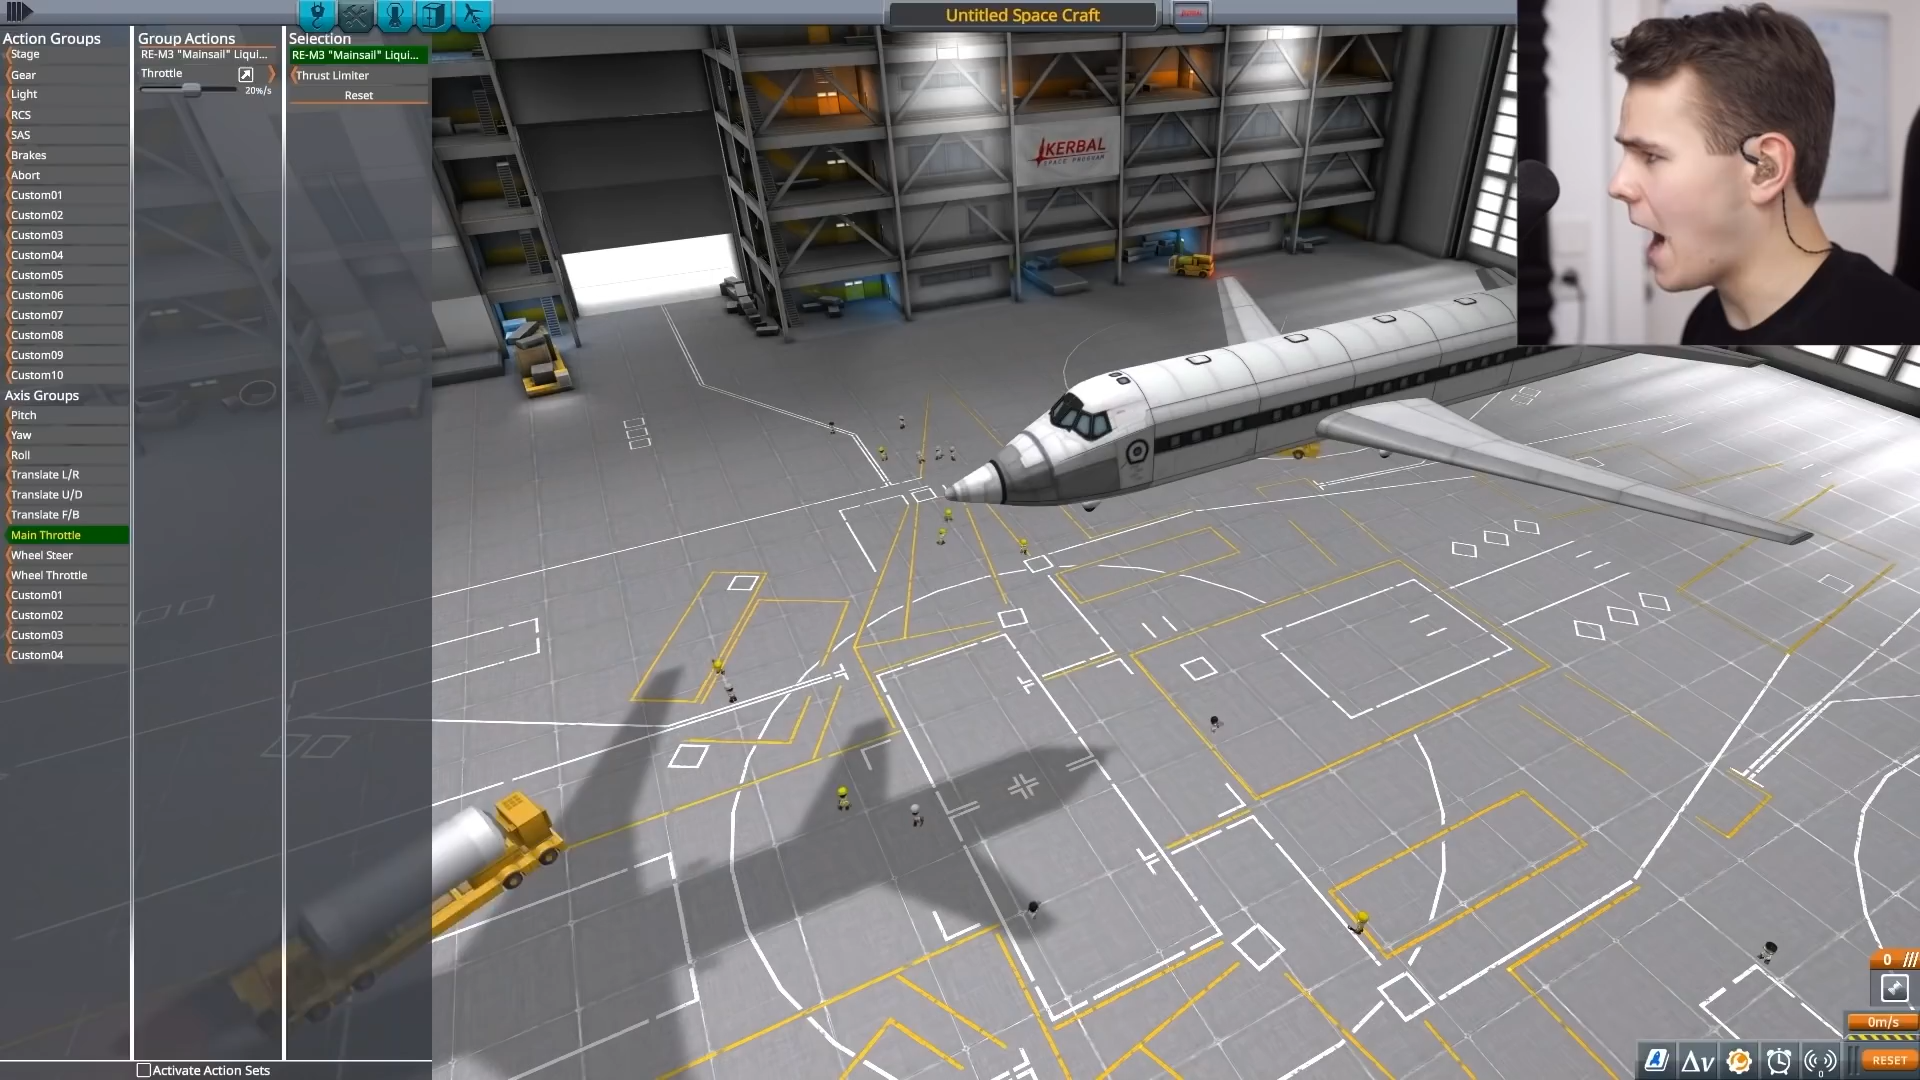 Untitled Space Craft
Action Groups
Stage
Gear
Light
RCS
SAS
Brakes
Abort
Custom01
Custom02
Custom03
Custom04
Custom05
Custom06
Custom07
Custom08
Custom09
Custom10
Axis Groups
Pitch
Yaw
Roll
Translate L/R
Translate U/D
Translate F/B
Main Throttle
Wheel Steer
Wheel Throttle
Custom01
Custom02
Custom03
Custom04
Group Actions
RE-M3 "Mainsail" Liqui...
Throttle
20%/s
Selection
RE-M3 "Mainsail" Liqui...
Thrust Limiter
Reset
Activate Action Sets
KERBAL
SPACE PROGRAM
0
0m/s
Δv
0
RESET